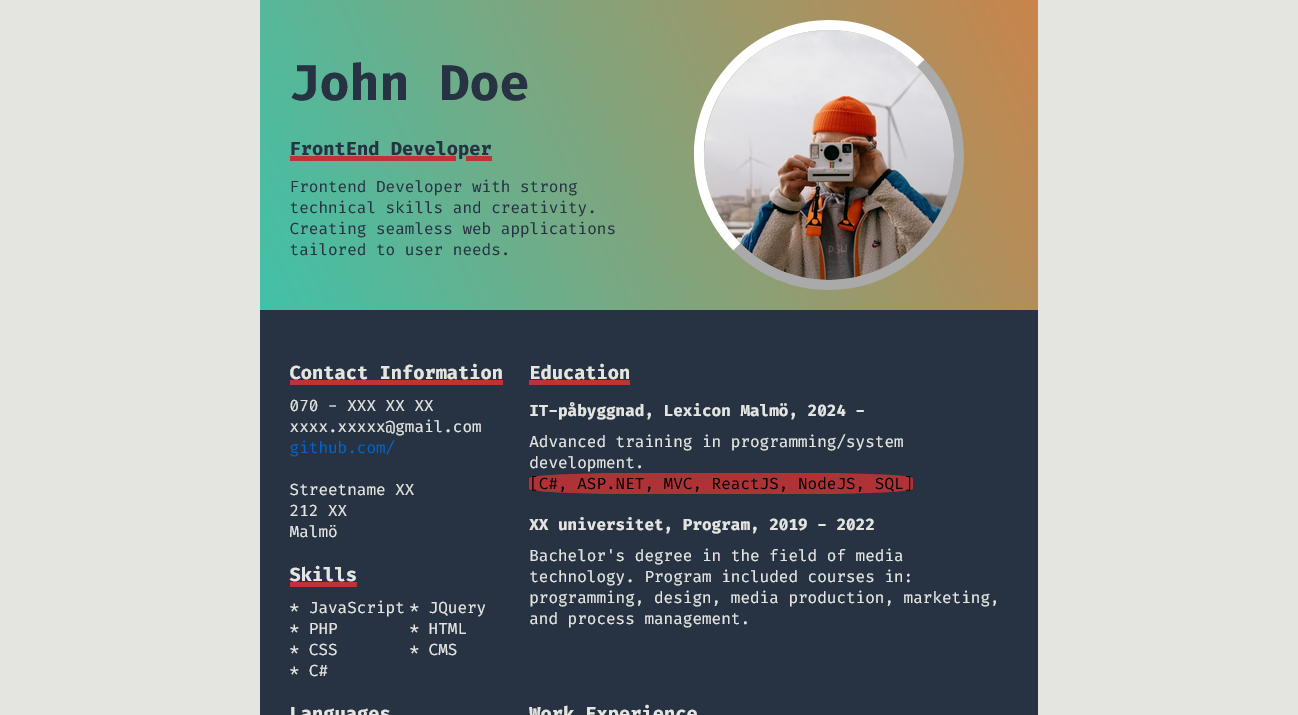 John Doe
FrontEnd Developer
Frontend Developer with strong
technical skills and creativity.
Creating seamless web applications
tailored to user needs.
Contact Information
070 - XXX XX XX
xxxx.xxxxx@gmail.com
github.com/
Streetname XX
212 XX
Malmö
Skills
* JavaScript * JQuery
* PHP * HTML
* CSS * CMS
* C#
Languages
Education
IT-påbyggnad, Lexicon Malmö, 2024 -
Advanced training in programming/system
development.
[C#, ASP.NET, MVC, ReactJS, NodeJS, SQL]
XX universitet, Program, 2019 - 2022
Bachelor's degree in the field of media
technology. Program included courses in:
programming, design, media production, marketing,
and process management.
Work Experience